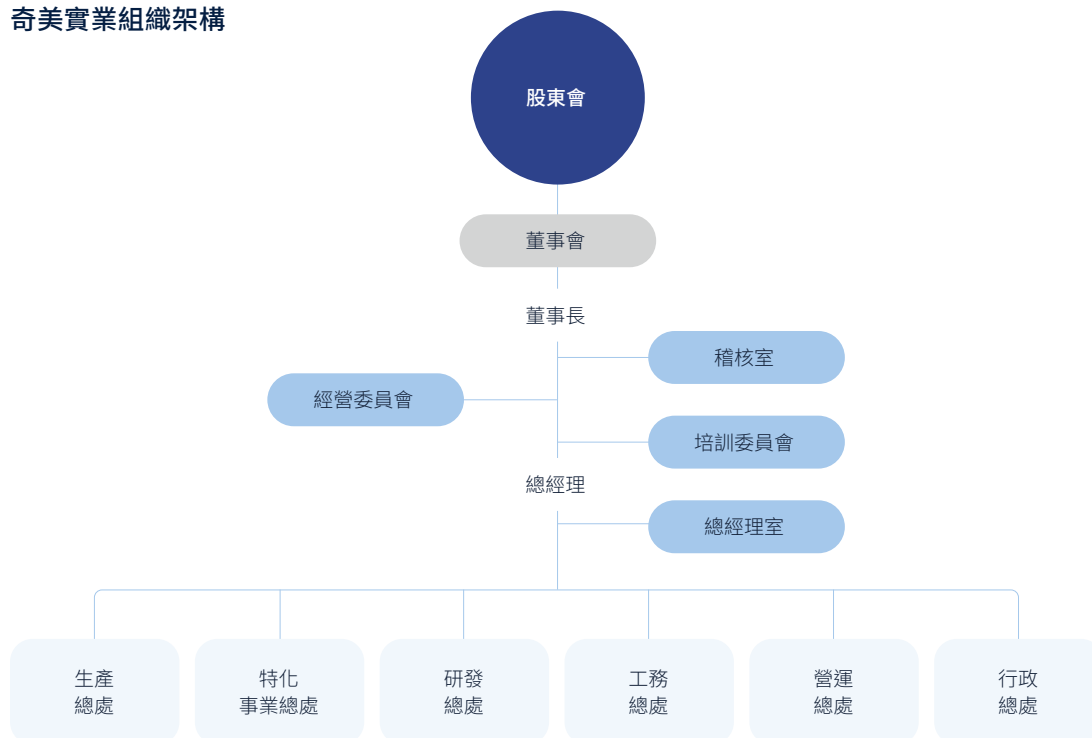 奇美實業組織架構
股東會
董事會
董事長
稽核室
經營委員會
培訓委員會
總經理
總經理室
生產
總處
特化
事業總處
研發
總處
工務
總處
營運
總處
行政
總處